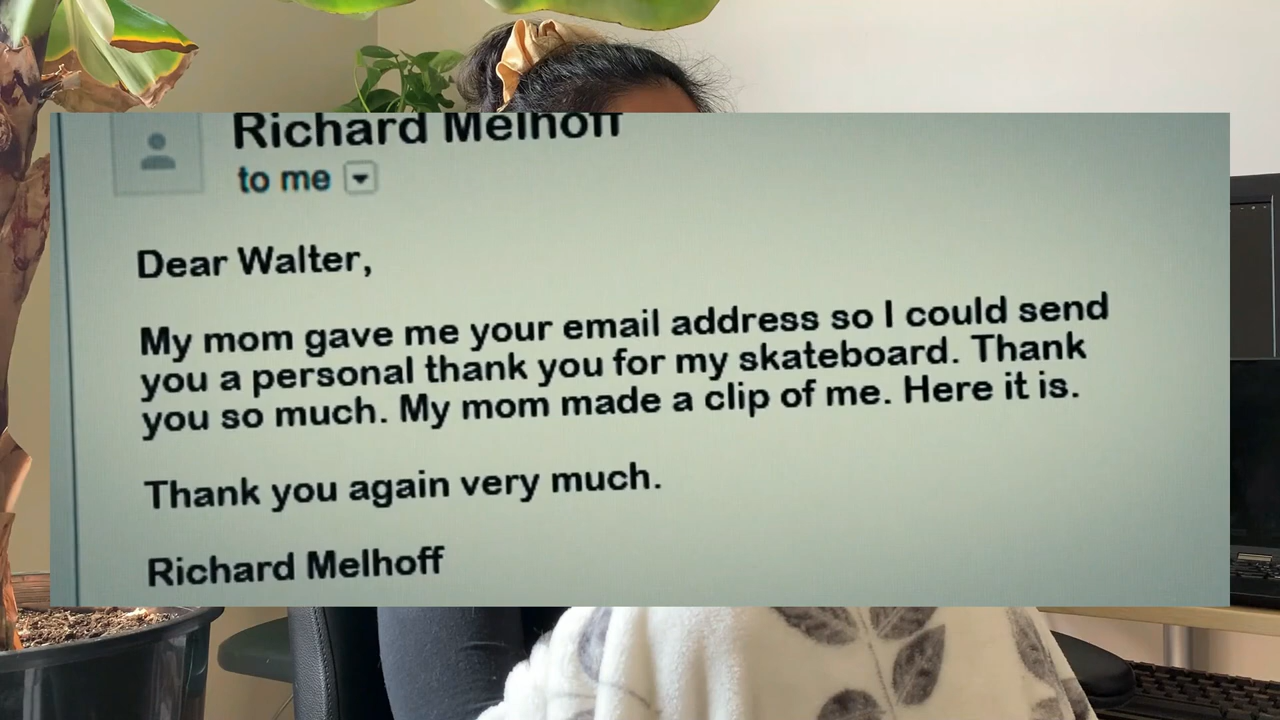 Richard Melhoff
to me
Dear Walter,
My mom gave me your email address so I could send
you a personal thank you for my skateboard. Thank
you so much. My mom made a clip of me. Here it is.
Thank you again very much.
Richard Melhoff